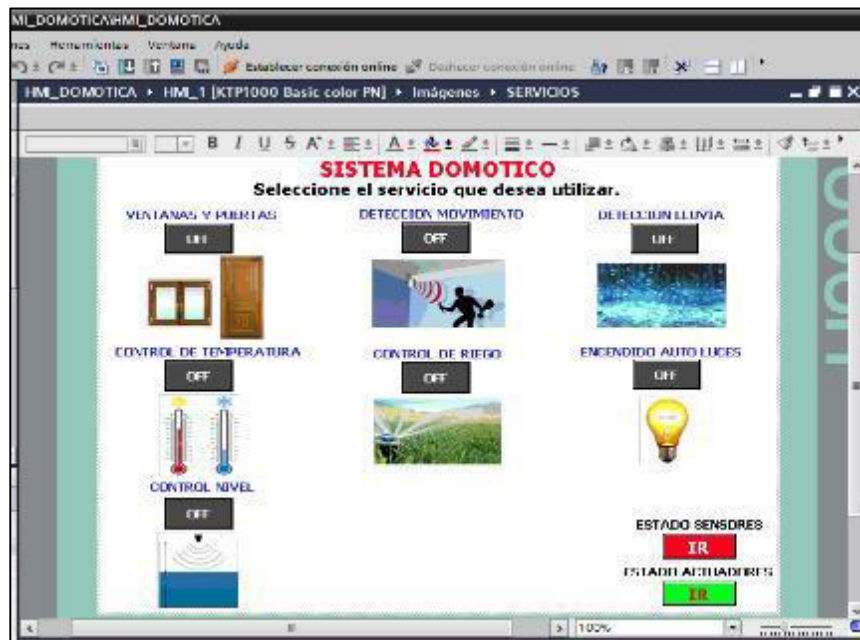 MI_DOMOTICA\HMI_DOMOTICA
nes Herramientas Ventana Ayuda
Establecer conexión online Deshacer conexión online
HMI_DOMOTICA HMI_1 [KTP1000 Basic color PN] Imágenes SERVICIOS
B I U S A A
SISTEMA DOMOTICO
Seleccione el servicio que desea utilizar.
VENTANAS Y PUERTAS DETECCION MOVIMIENTO DETECCION LLUVIA
OFF OFF OFF
CONTROL DE TEMPERATURA CONTROL DE RIEGO ENCENDIDO AUTO LUCES
OFF OFF OFF
CONTROL NIVEL
OFF
ESTADO SENSORES
IR
ESTADO ACTUADORES
IR
100%